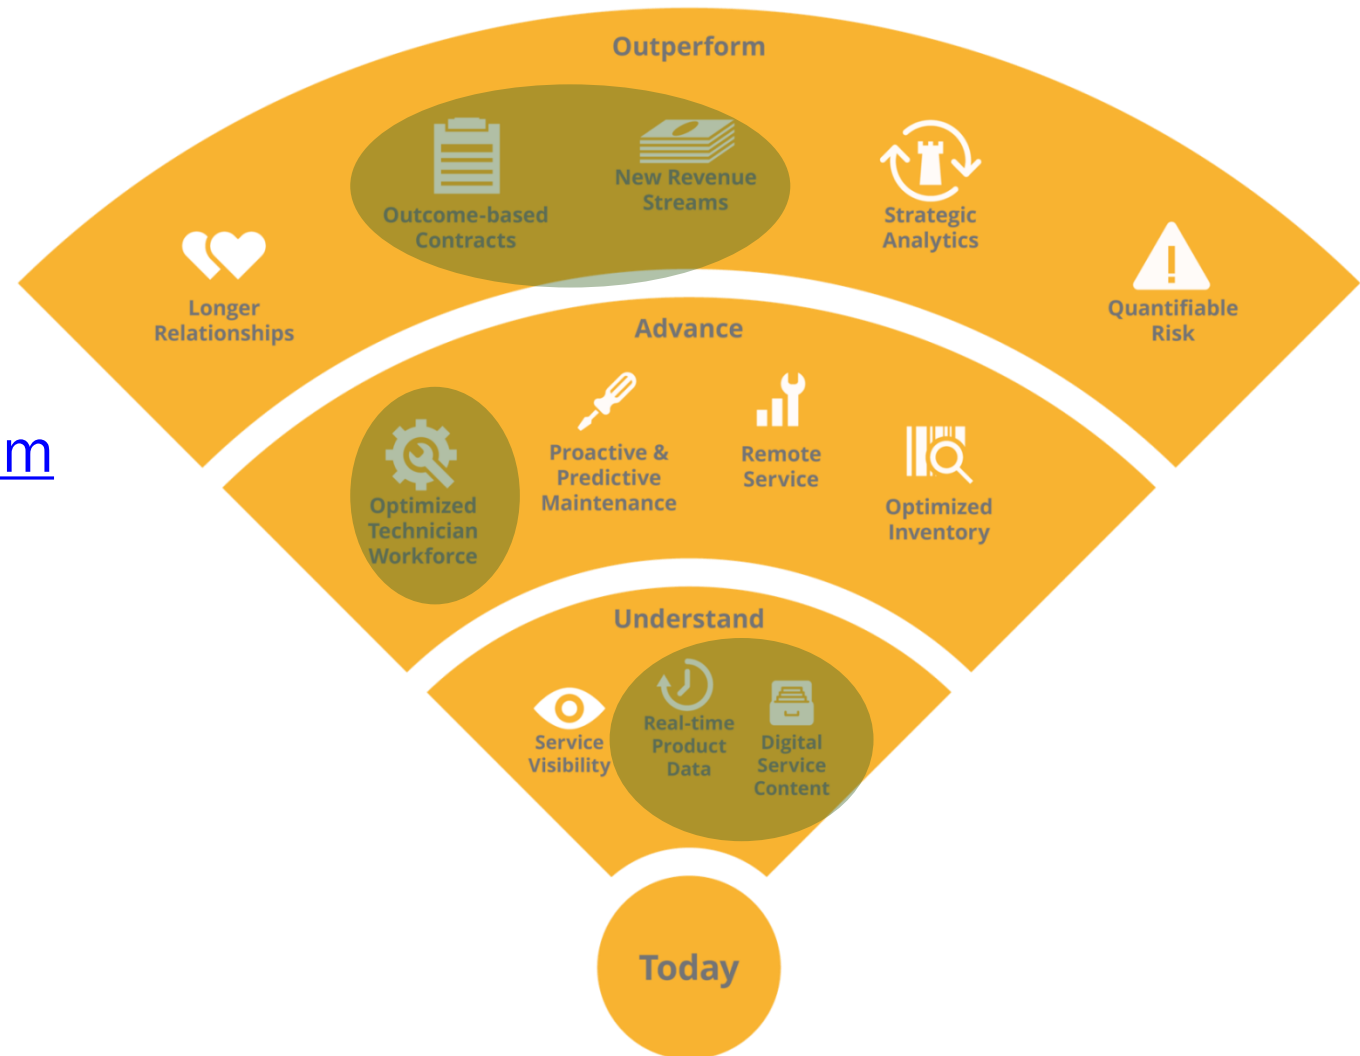 Outperform
Outcome-based
Contracts
New Revenue
Streams
Strategic
Analytics
Longer
Relationships
Quantifiable
Risk
Advance
m
Optimized
Technician
Workforce
Proactive &
Predictive
Maintenance
Remote
Service
Optimized
Inventory
Understand
Service
Visibility
Real-time
Product
Data
Digital
Service
Content
Today